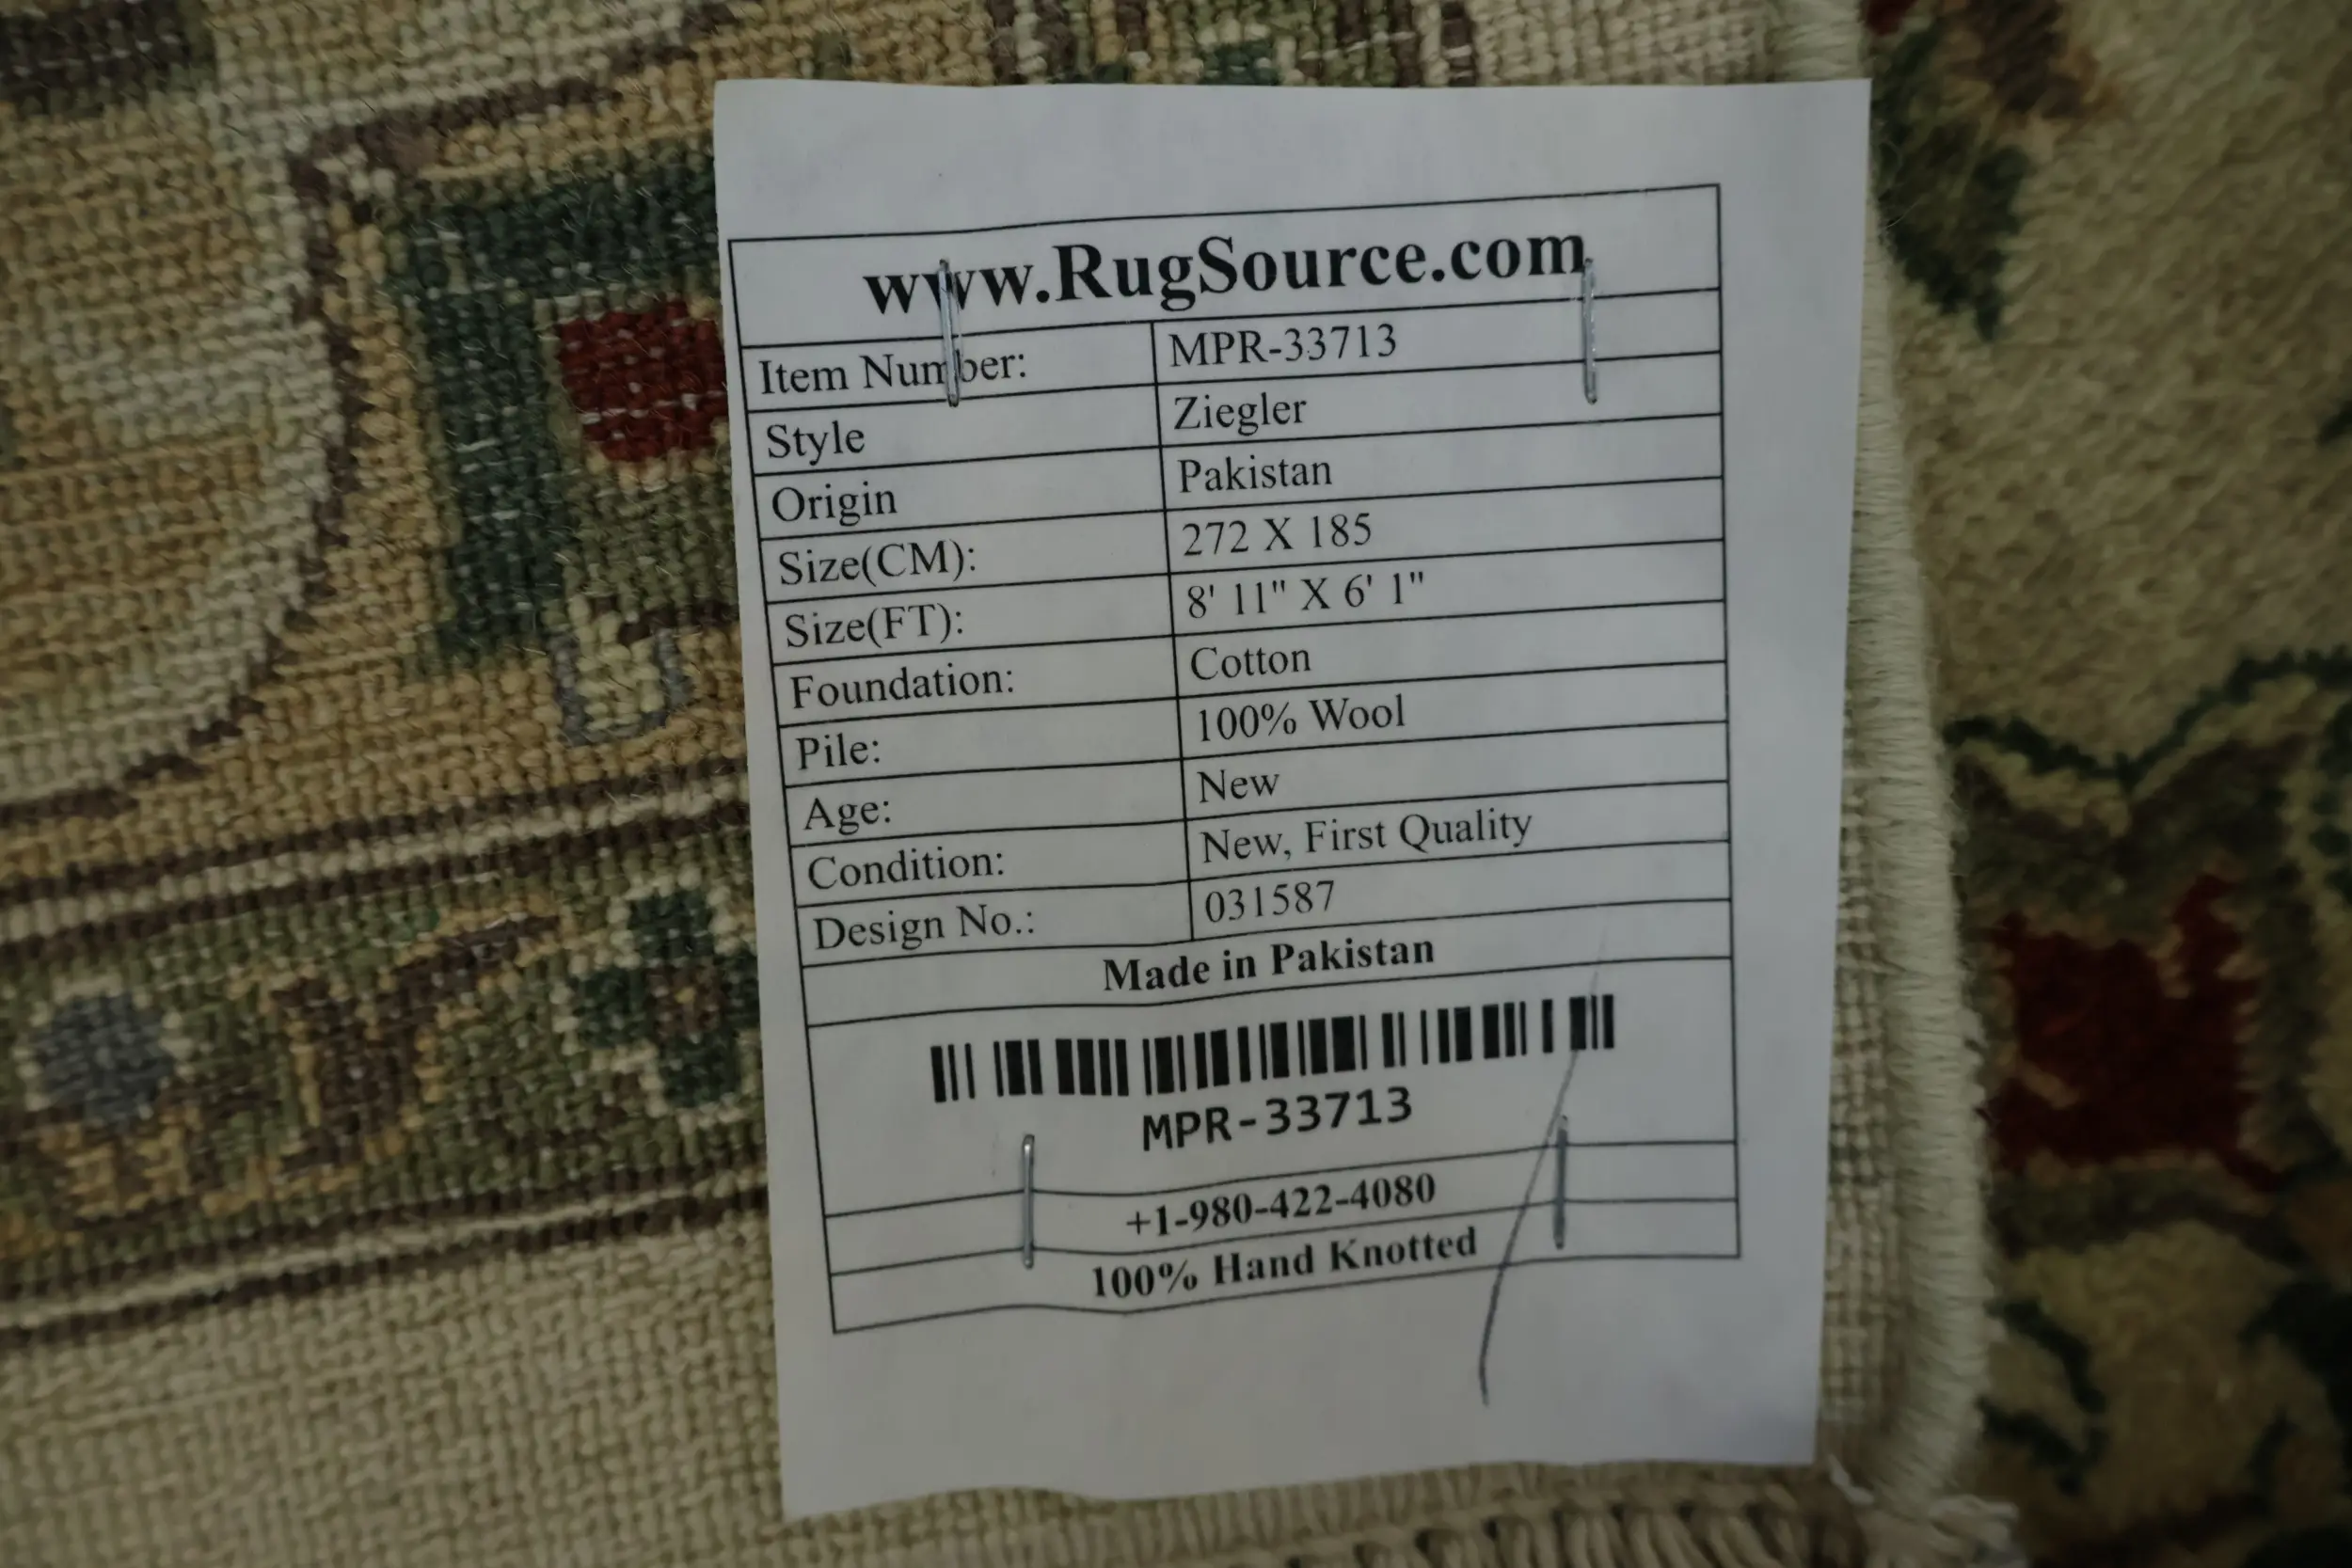 www.RugSource.com
Item Number: MPR-33713
Style Ziegler
Origin Pakistan
Size(CM): 272 X 185
Size(FT): 8' 11" X 6' 1"
Foundation: Cotton
Pile: 100% Wool
Age: New
Condition: New, First Quality
Design No.: 031587
Made in Pakistan
MPR-33713
+1-980-422-4080
100% Hand Knotted